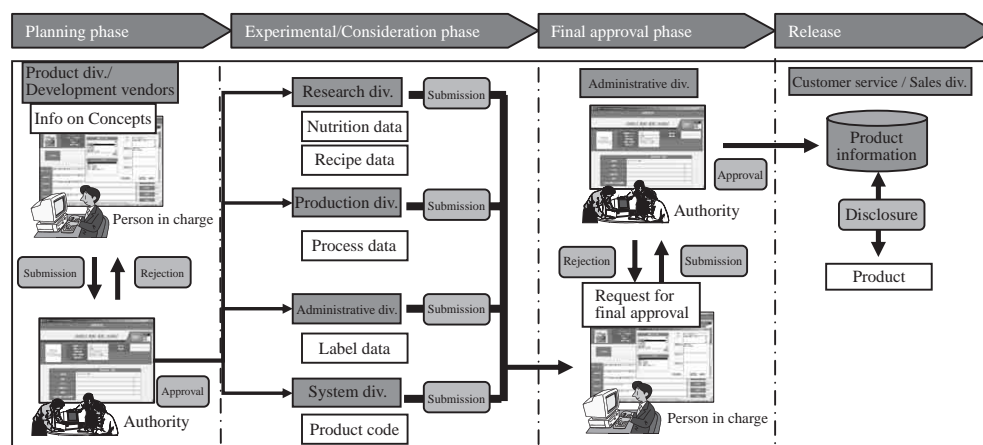 Planning phase
Experimental/Consideration phase
Final approval phase
Release
Product div./
Development vendors
Info on Concepts
Person in charge
Submission
Rejection
Approval
Authority
Research div.
Submission
Nutrition data
Recipe data
Production div.
Submission
Process data
Administrative div.
Submission
Label data
System div.
Submission
Product code
Administrative div.
Approval
Authority
Rejection
Submission
Request for
final approval
Person in charge
Customer service / Sales div.
Product
information
Disclosure
Product